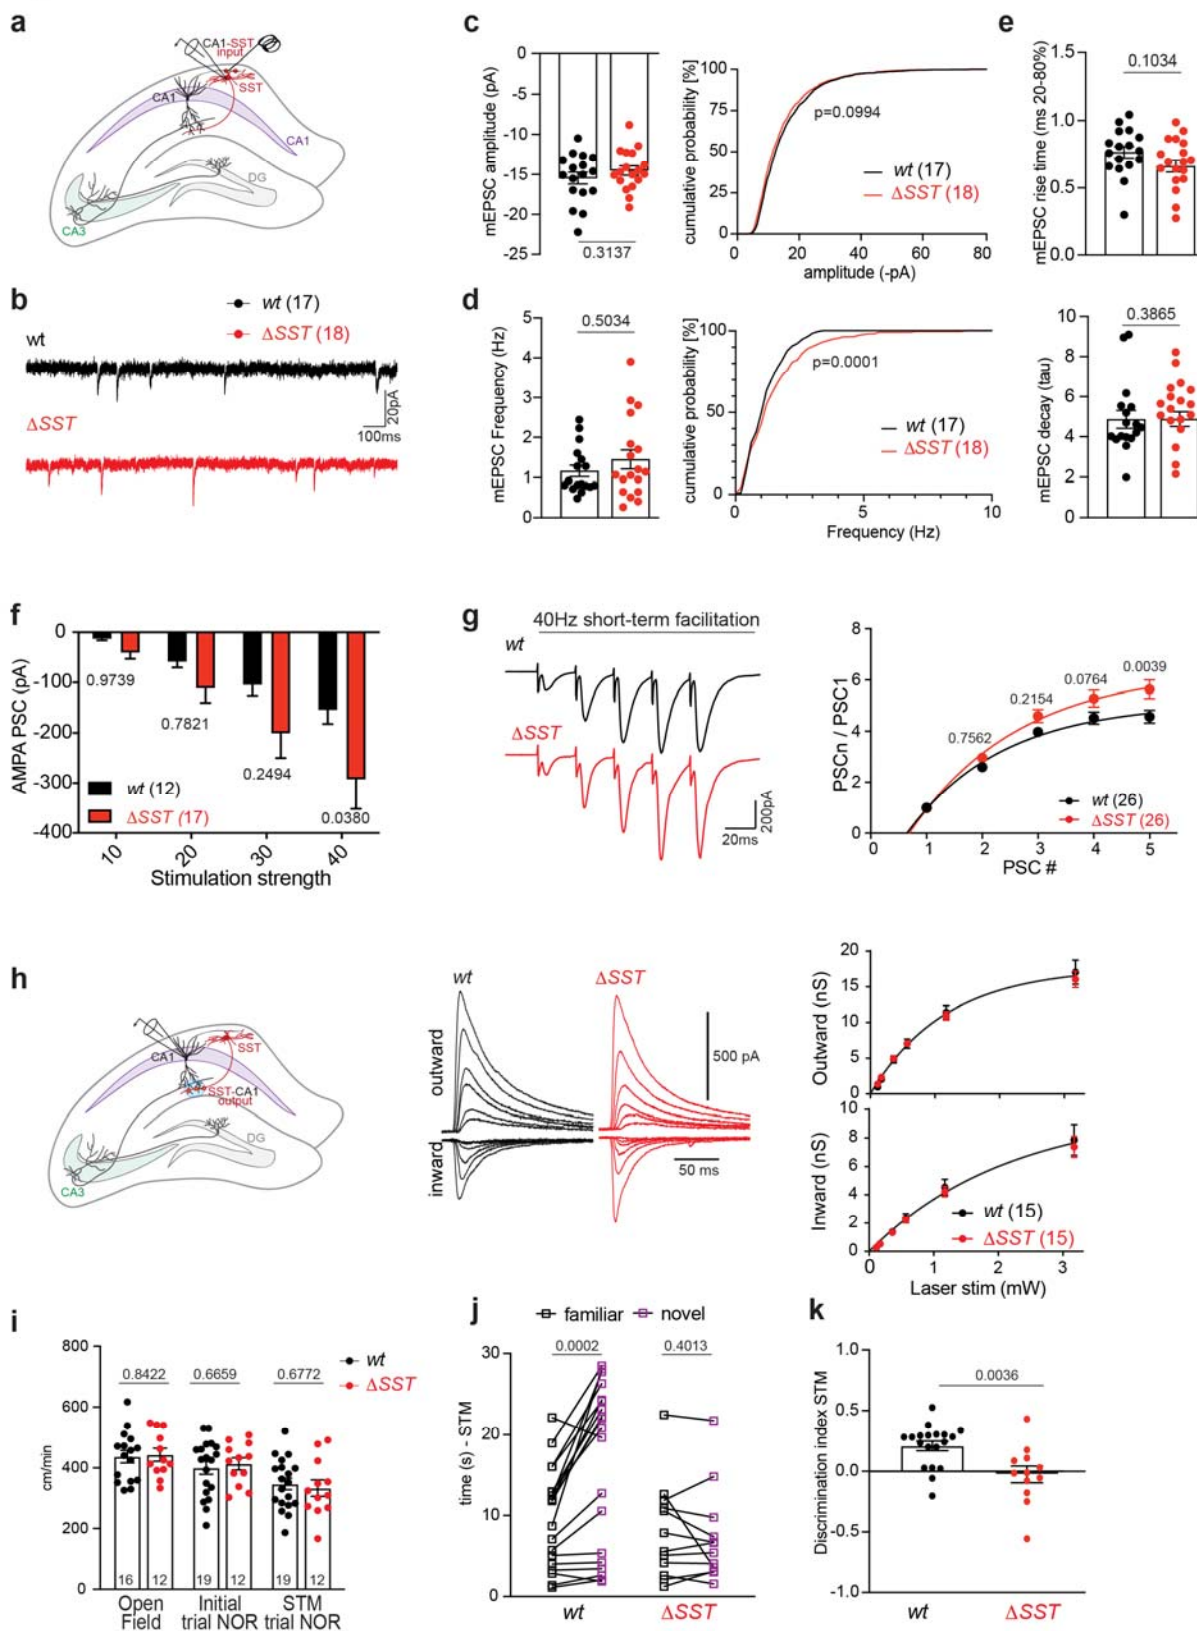 a
CA1-SST
input
SST
CA1
CA1
DG
CA3
b
wt (17)
ΔSST (18)
wt
ΔSST
20pA
100ms
c
mEPSC amplitude (pA)
0
-5
-10
-15
-20
-25
0.3137
cumulative probability [%]
100
75
50
25
0
p=0.0994
wt (17)
ΔSST (18)
0 20 40 60 80
amplitude (-pA)
d
mEPSC Frequency (Hz)
5
4
3
2
1
0
0.5034
cumulative probability [%]
100
50
0
p=0.0001
wt (17)
ΔSST (18)
0 5 10
Frequency (Hz)
e
mEPSC rise time (ms 20-80%)
1.5
1.0
0.5
0.0
0.1034
mEPSC decay (tau)
10
8
6
4
2
0
0.3865
f
AMPA PSC (pA)
0
-100
-200
-300
-400
0.9739
0.7821
0.2494
0.0380
wt (12)
ΔSST (17)
10 20 30 40
Stimulation strength
g
40Hz short-term facilitation
wt
ΔSST
200pA
20ms
PSCn / PSC1
8
6
4
2
0
0.7562
0.2154
0.0764
0.0039
wt (26)
ΔSST (26)
0 1 2 3 4 5
PSC #
h
CA1
SST
SST-CA1
output
DG
CA3
wt
ΔSST
outward
inward
500 pA
50 ms
Outward (nS)
20
15
10
5
0
Inward (nS)
10
8
6
4
2
0
wt (15)
ΔSST (15)
0 1 2 3
Laser stim (mW)
i
cm/min
800
600
400
200
0
0.8422
0.6659
0.6772
wt
ΔSST
16 12 19 12 19 12
Open
Field
Initial
trial NOR
STM
trial NOR
j
familiar
novel
time (s) - STM
30
20
10
0
0.0002
0.4013
wt
ΔSST
k
Discrimination index STM
1.0
0.5
0.0
-0.5
-1.0
0.0036
wt
ΔSST